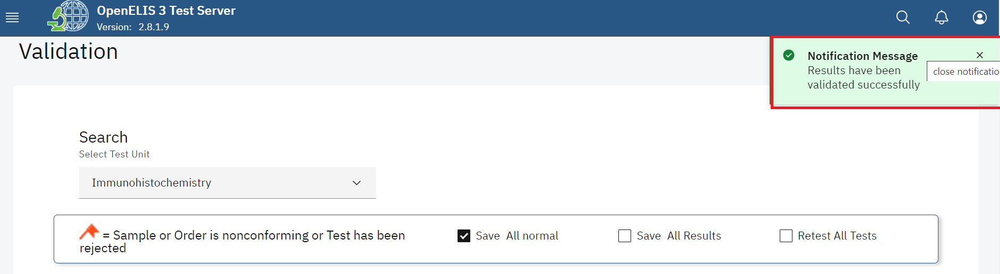 OpenELIS 3 Test Server
Version: 2.8.1.9
Validation
Notification Message
Results have been
validated successfully
close notificatio
Search
Select Test Unit
Immunohistochemistry
= Sample or Order is nonconforming or Test has been
rejected
Save All normal
Save All Results
Retest All Tests